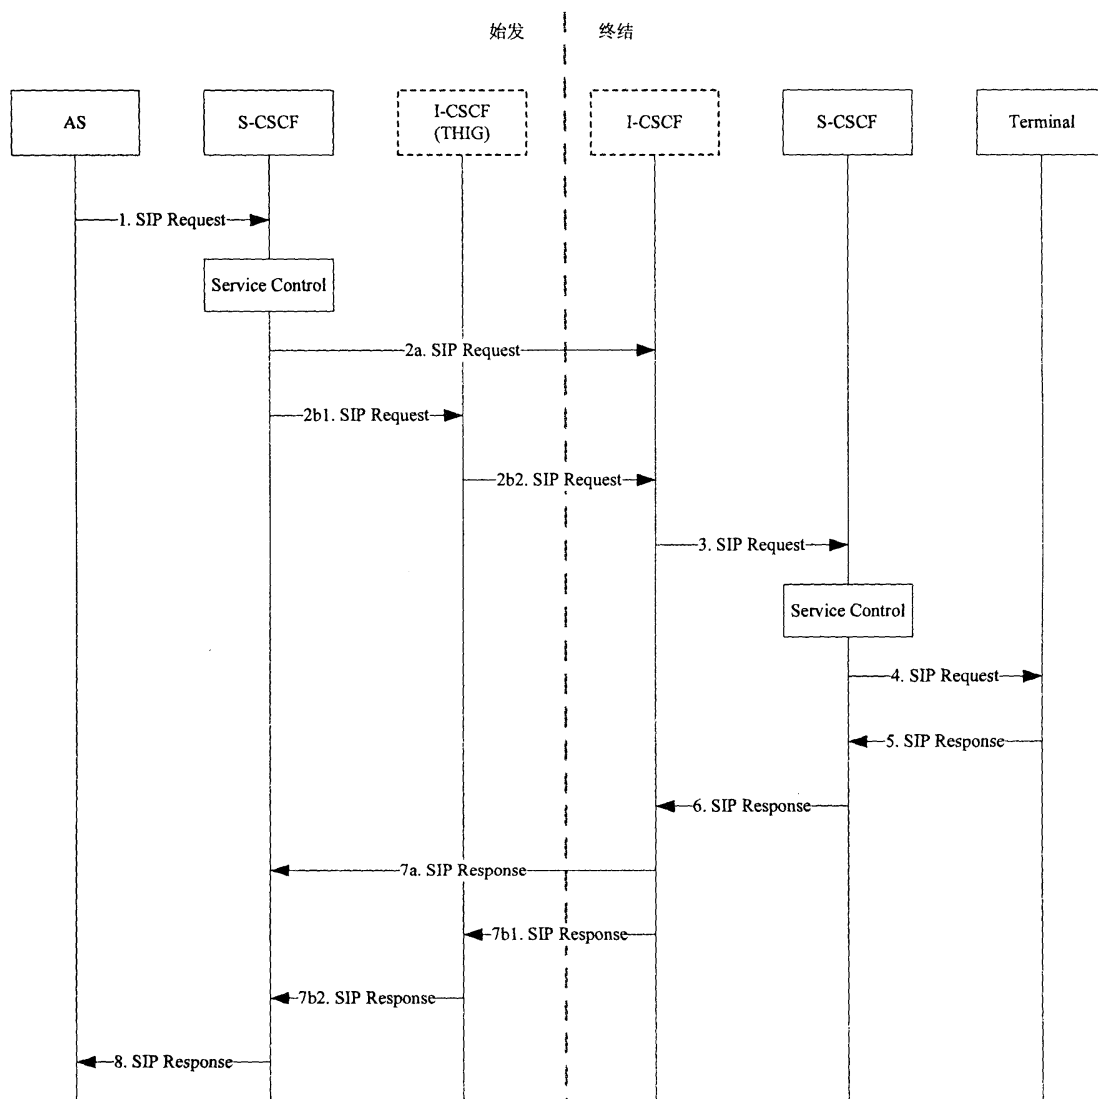 始发
终结
AS
S-CSCF
I-CSCF
(THIG)
I-CSCF
S-CSCF
Terminal
1. SIP Request
Service Control
2a. SIP Request
2b1. SIP Request
2b2. SIP Request
3. SIP Request
Service Control
4. SIP Request
5. SIP Response
6. SIP Response
7a. SIP Response
7b1. SIP Response
7b2. SIP Response
8. SIP Response